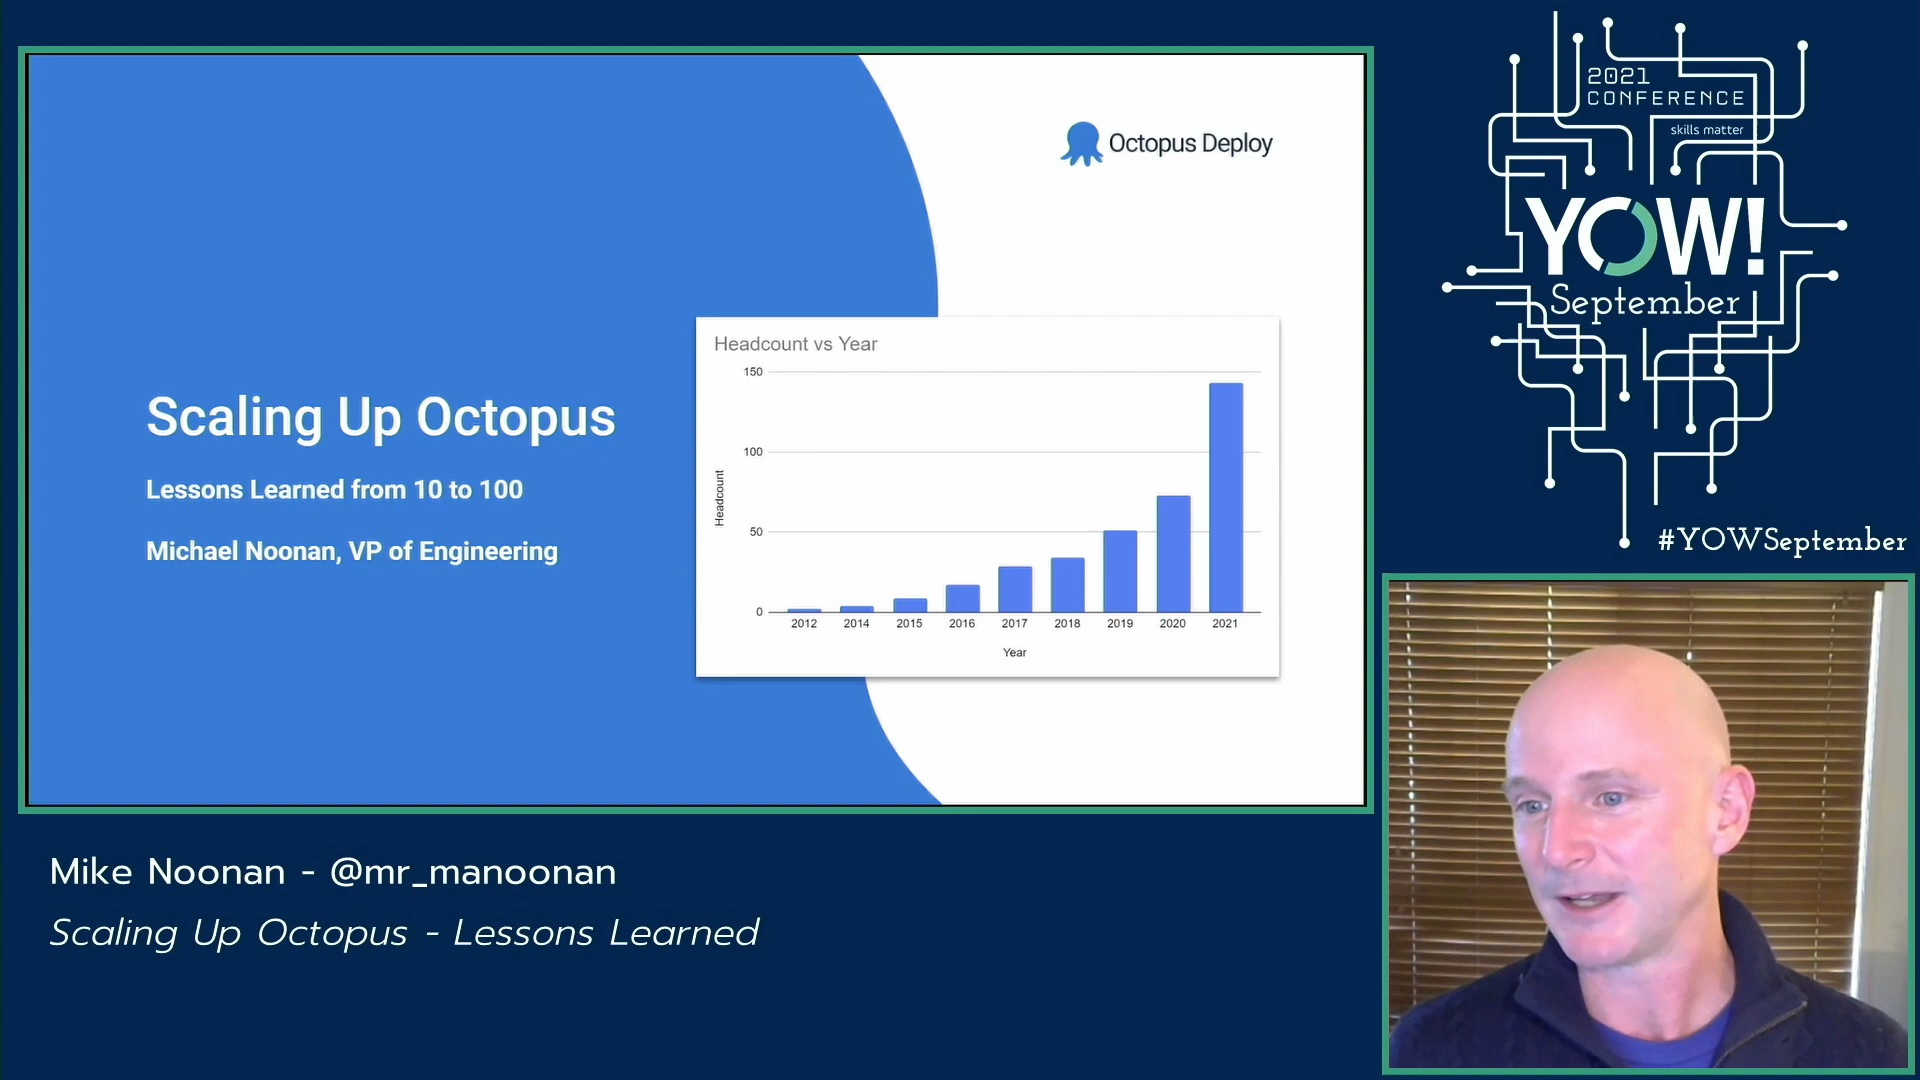 Octopus Deploy
Scaling Up Octopus
Lessons Learned from 10 to 100
Michael Noonan, VP of Engineering
Headcount vs Year
150
100
50
0
Headcount
2012 2014 2015 2016 2017 2018 2019 2020 2021
Year
2021
CONFERENCE
skills matter
YOW!
September
#YOWSeptember
Mike Noonan - @mr_manoonan
Scaling Up Octopus - Lessons Learned